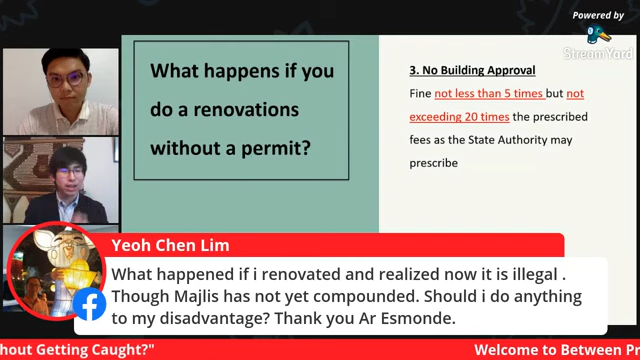 Powered by
StreamYard
What happens if you
do a renovations
without a permit?
3. No Building Approval
Fine not less than 5 times but not
exceeding 20 times the prescribed
fees as the State Authority may
prescribe
Yeoh Chen Lim
What happened if i renovated and realized now it is illegal .
Though Majlis has not yet compounded. Should i do anything
to my disadvantage? Thank you Ar Esmonde.
hout Getting Caught?" Welcome to Between Pr